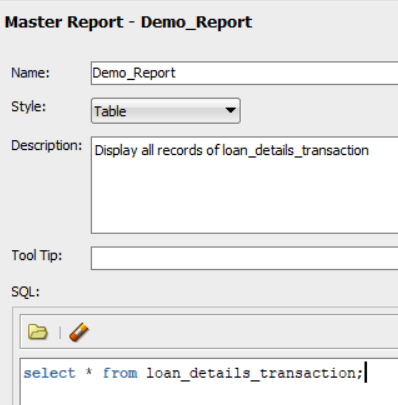 Master Report - Demo_Report
Name: Demo_Report
Style: Table
Description: Display all records of loan_details_transaction
Tool Tip:
SQL:
select * from loan_details_transaction;